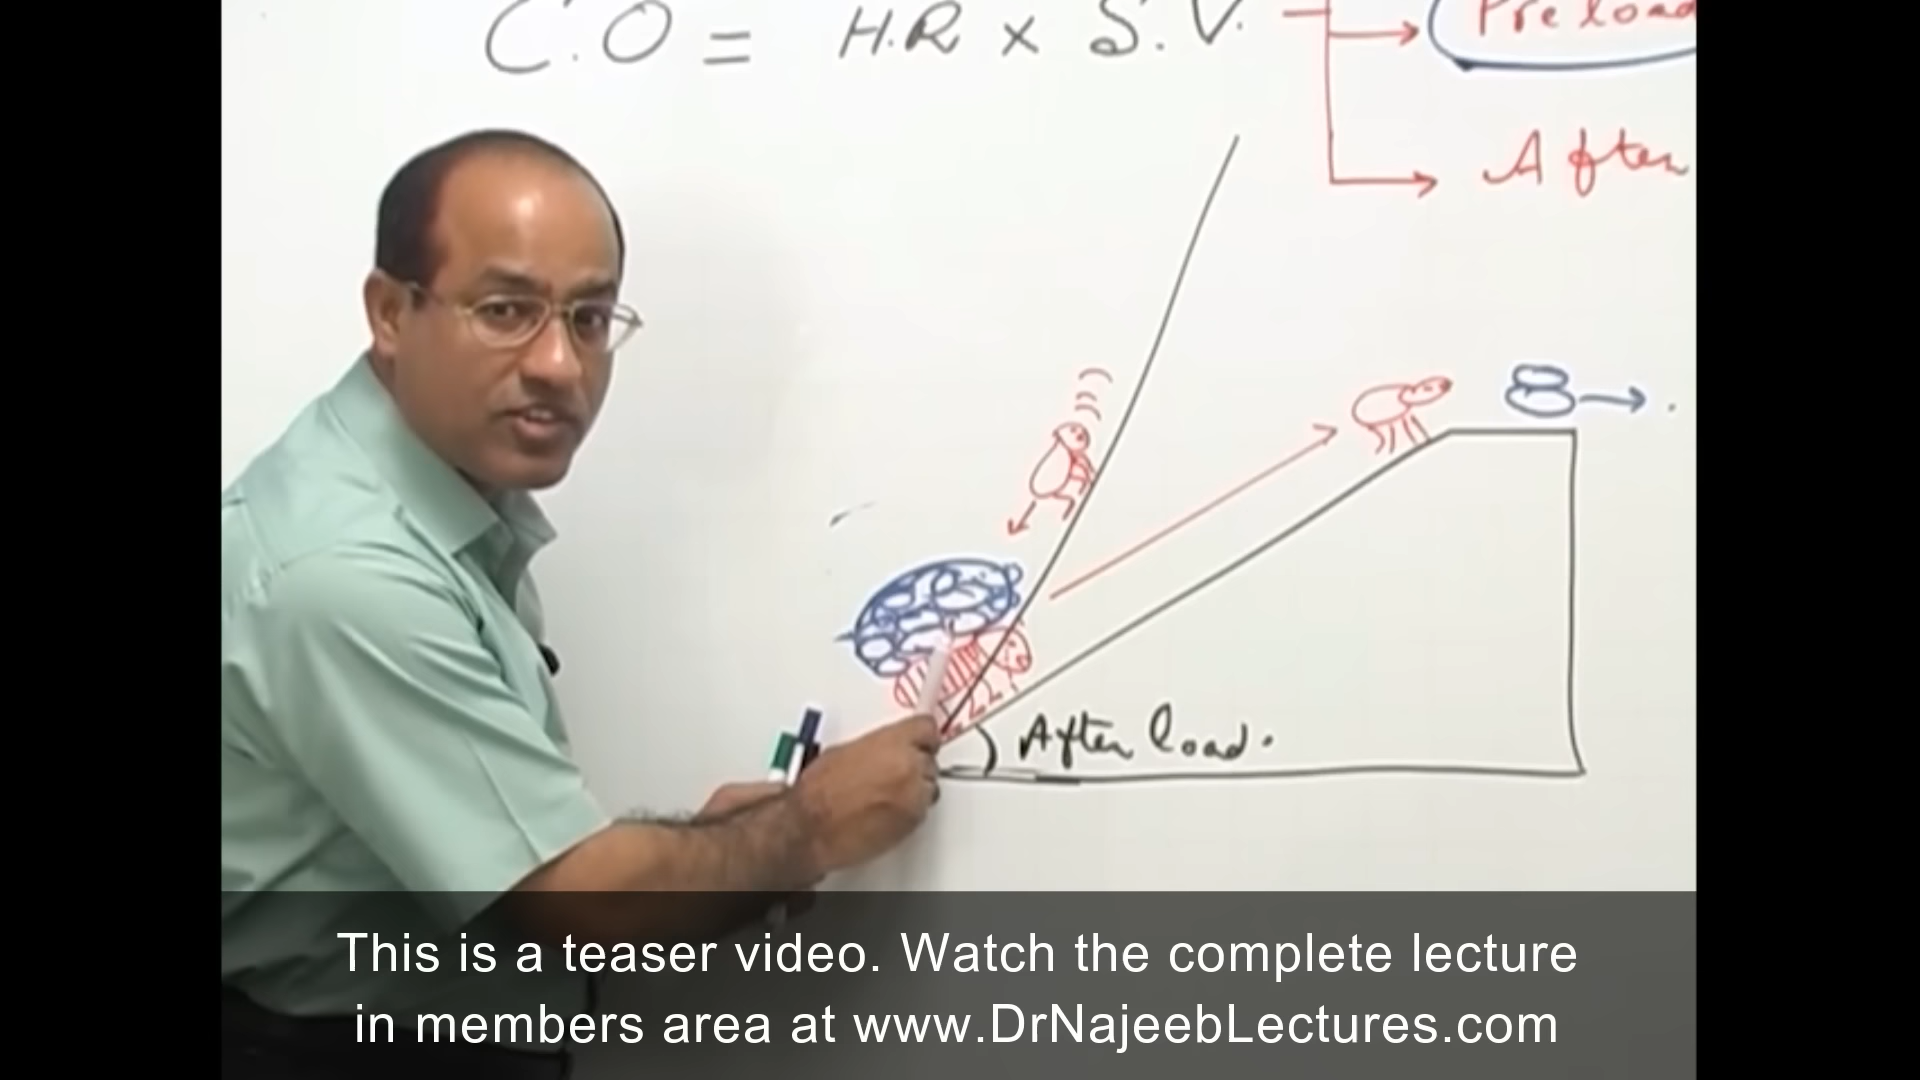 C.O = H.R × S.V. → Preload
→ After
After load.
This is a teaser video. Watch the complete lecture
in members area at www.DrNajeebLectures.com